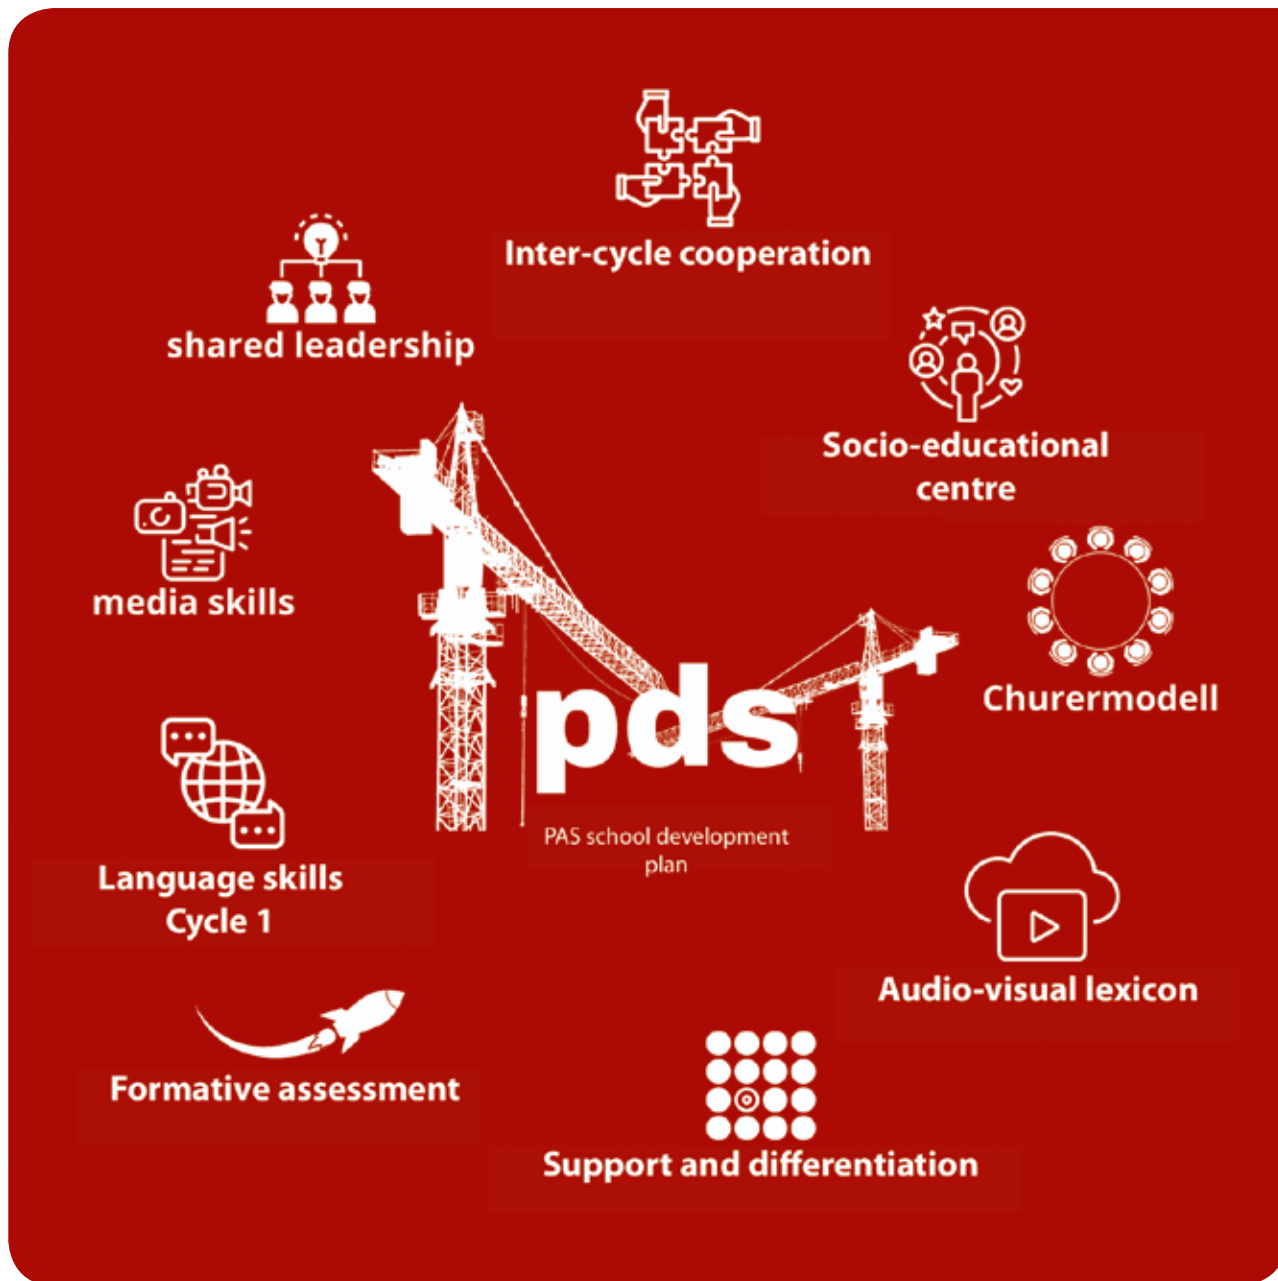 Inter-cycle cooperation
shared leadership
Socio-educational
centre
media skills
Churermodell
pds
PAS school development
plan
Language skills
Cycle 1
Audio-visual lexicon
Formative assessment
Support and differentiation